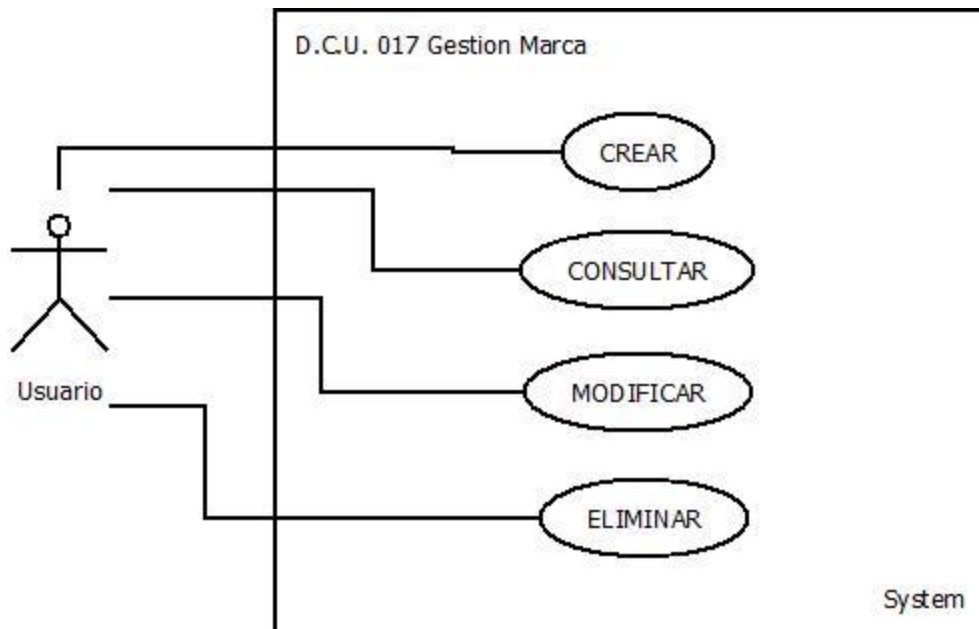 D.C.U. 017 Gestion Marca
CREAR
CONSULTAR
MODIFICAR
Usuario
ELIMINAR
System